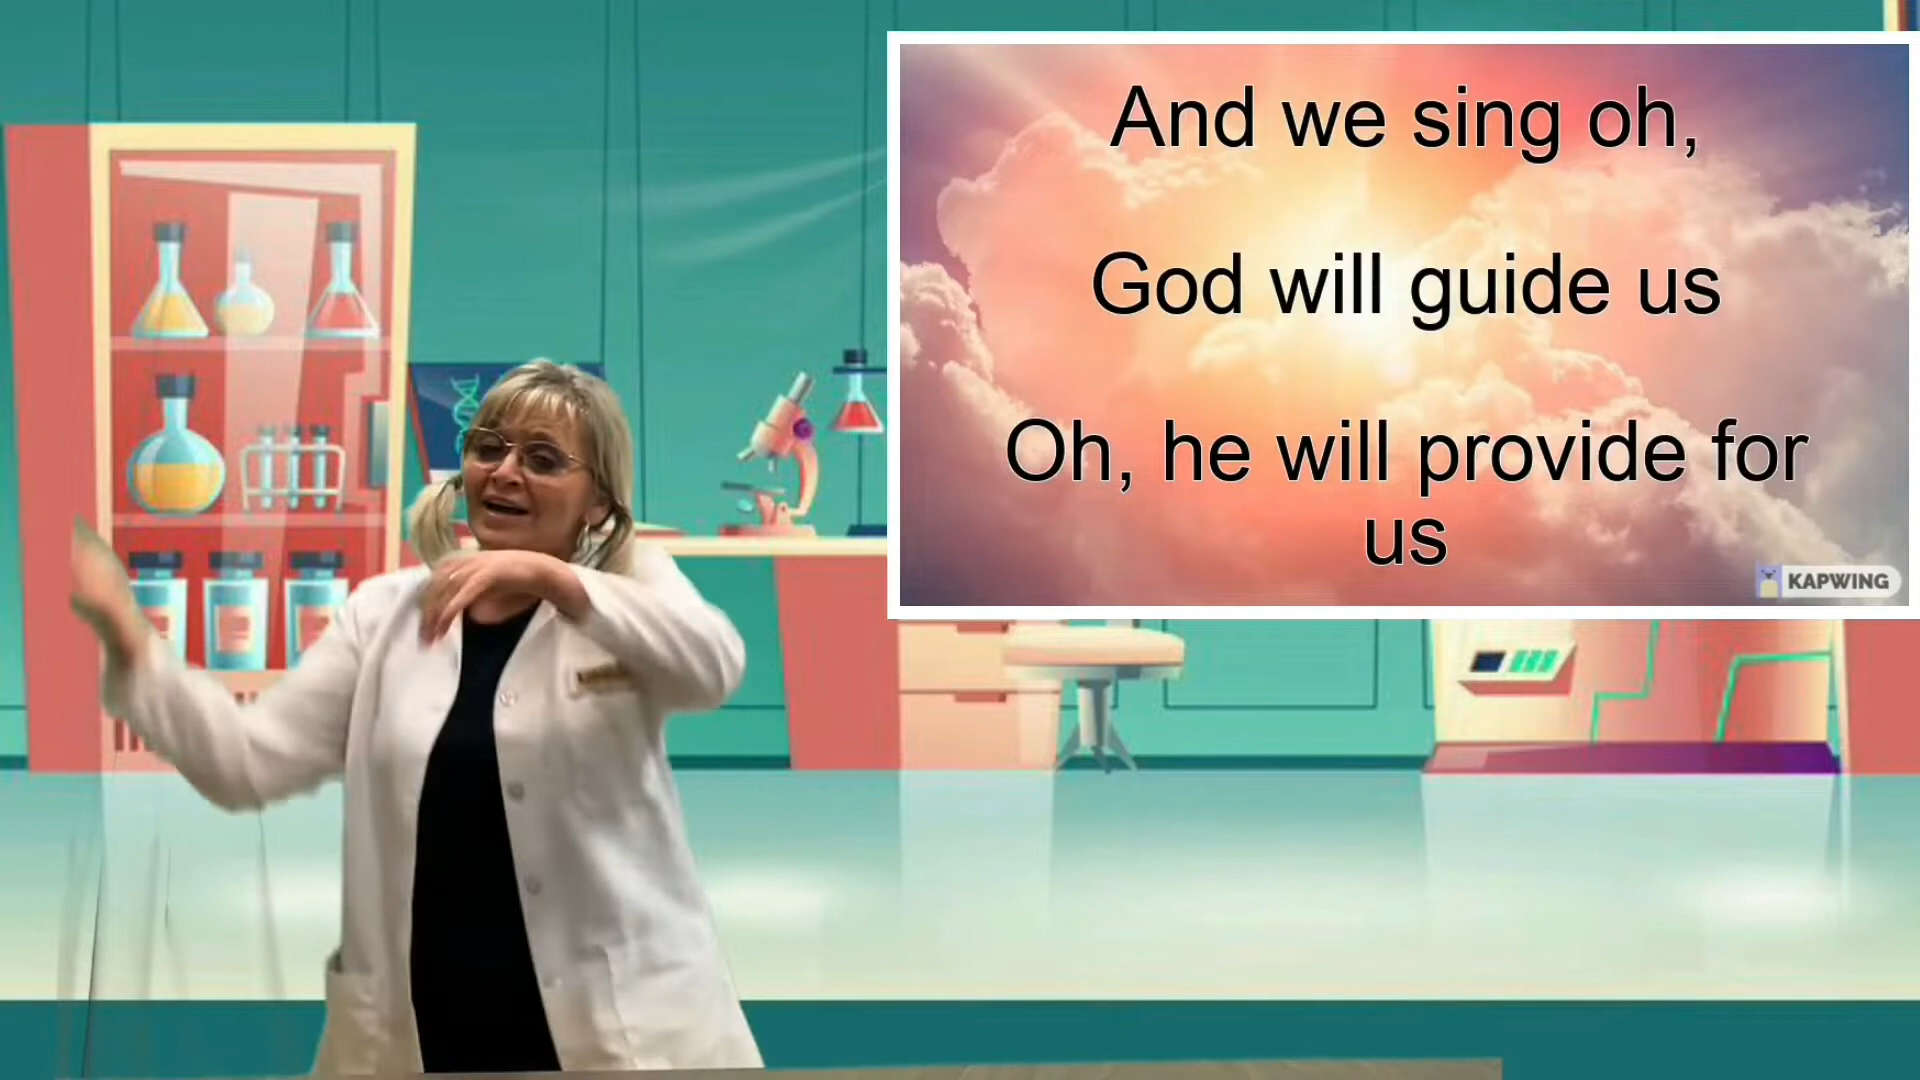 And we sing oh,
God will guide us
Oh, he will provide for
us
KAPWING